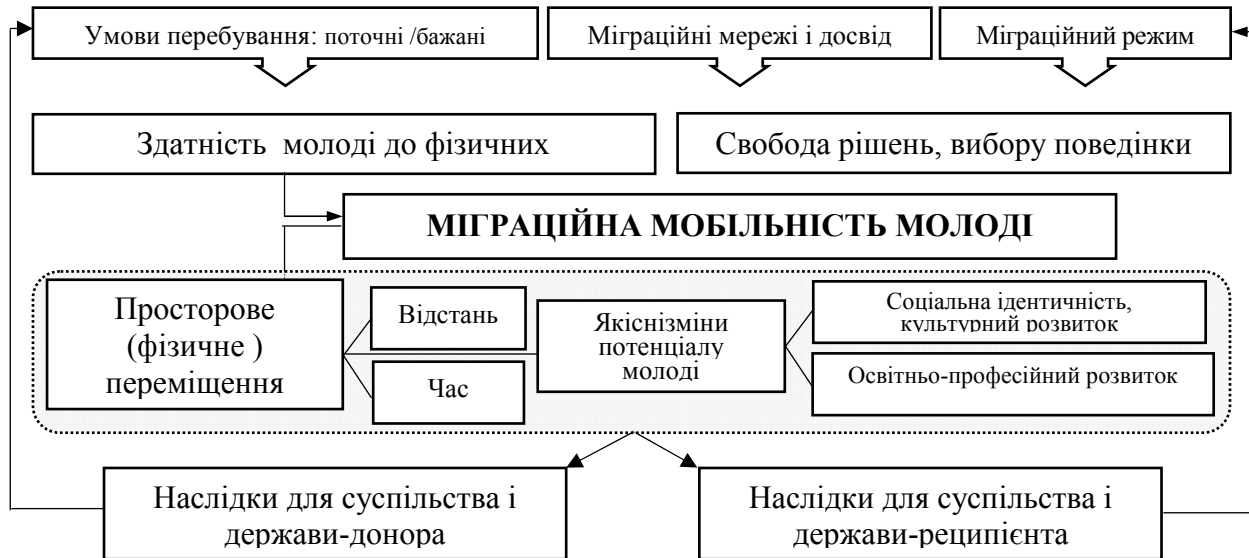 Умови перебування: поточні /бажані
Міграційні мережі і досвід
Міграційний режим
Здатність молоді до фізичних
Свобода рішень, вибору поведінки
МІГРАЦІЙНА МОБІЛЬНІСТЬ МОЛОДІ
Просторове
(фізичне )
переміщення
Відстань
Час
Якіснізміни
потенціалу
молоді
Соціальна ідентичність,
культурний розвиток
Освітньо-професійний розвиток
Наслідки для суспільства і
держави-донора
Наслідки для суспільства і
держави-реципієнта